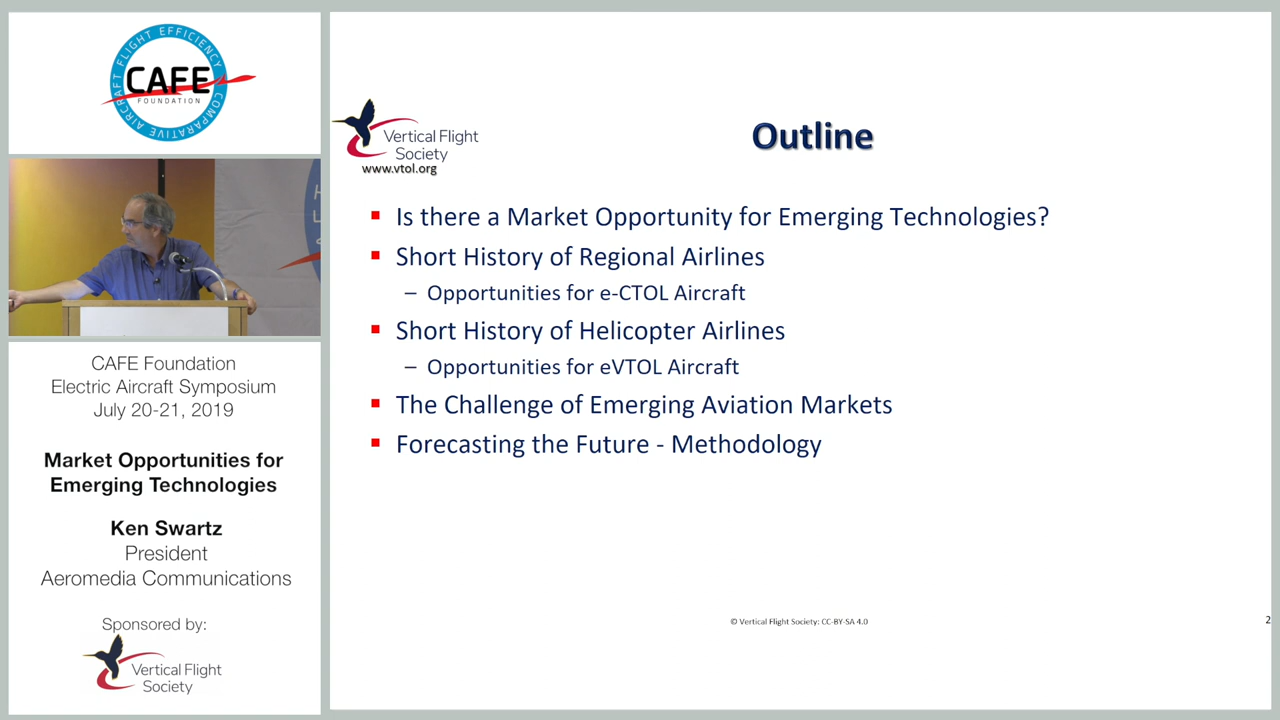 AIRCRAFT FLIGHT EFFICIENCY
CAFE
FOUNDATION
COMPARATIVE
CAFE Foundation
Electric Aircraft Symposium
July 20-21, 2019
Market Opportunities for
Emerging Technologies
Ken Swartz
President
Aeromedia Communications
Sponsored by:
Vertical Flight
Society
Vertical Flight
Society
www.vtol.org
Outline
▪ Is there a Market Opportunity for Emerging Technologies?
▪ Short History of Regional Airlines
– Opportunities for e-CTOL Aircraft
▪ Short History of Helicopter Airlines
– Opportunities for eVTOL Aircraft
▪ The Challenge of Emerging Aviation Markets
▪ Forecasting the Future - Methodology
© Vertical Flight Society: CC-BY-SA 4.0
2